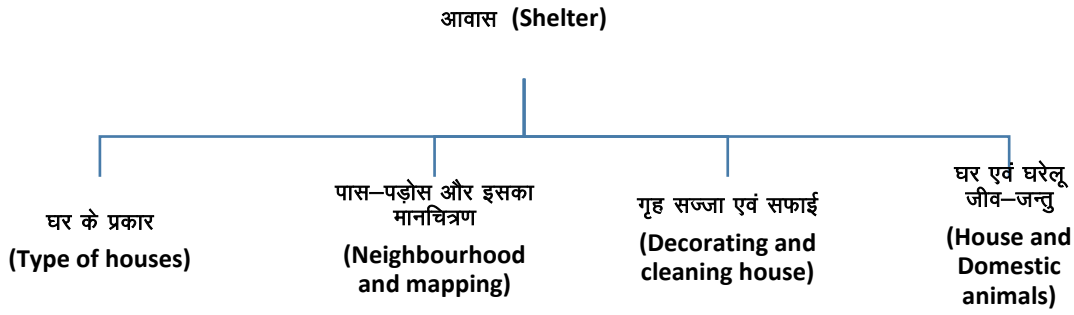 आवास (Shelter)
घर के प्रकार
(Type of houses)
पास–पड़ोस और इसका
मानचित्रण
(Neighbourhood
and mapping)
गृह सज्जा एवं सफाई
(Decorating and
cleaning house)
घर एवं घरेलू
जीव–जन्तु
(House and
Domestic
animals)